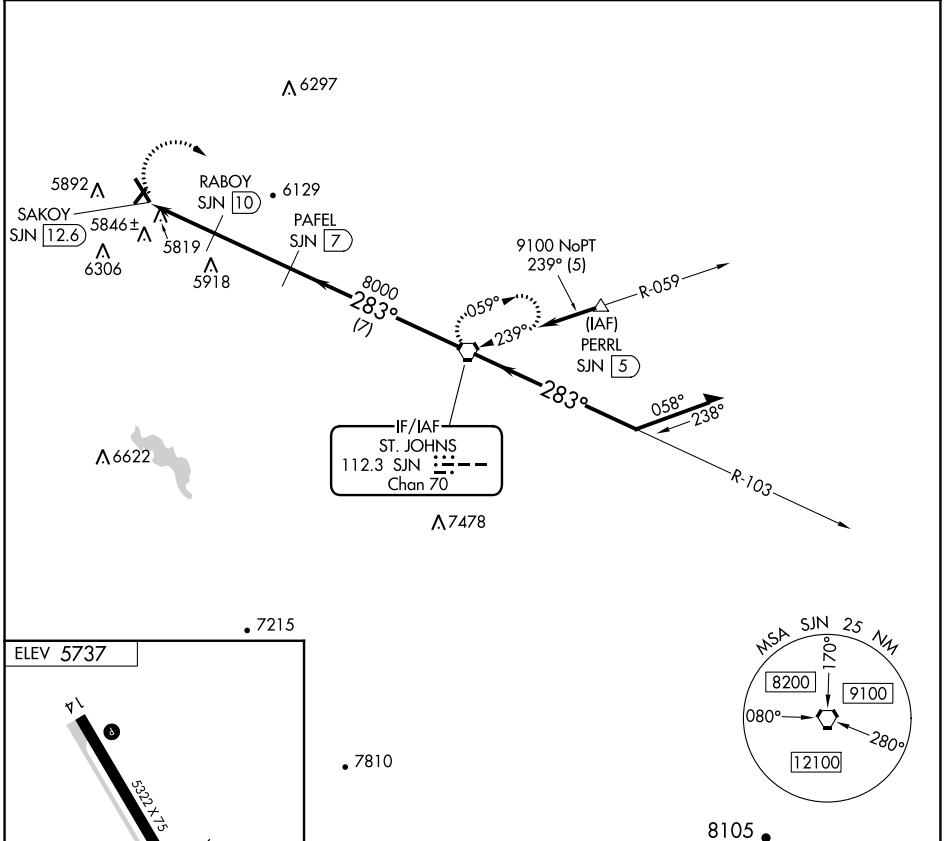 6297
5892
RABOY
SJN 10
6129
SAKOY
SJN 12.6
5846±
5819
6306
5918
PAFEL
SJN 7
9100 NoPT
239° (5)
R-059
(IAF)
PERRL
SJN 5
059°
239°
8000
283°
(7)
283°
058°
238°
R-103
IF/IAF
ST. JOHNS
112.3 SJN
Chan 70
6622
7478
7215
ELEV 5737
14
P
5322 X 75
7810
MSA SJN 25 NM
170°
8200
9100
080°
280°
12100
8105